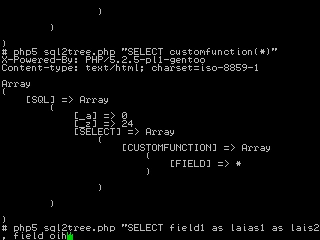 )
)
)
# php5 sql2tree.php "SELECT customfunction(*)"
X-Powered-By: PHP/5.2.5-pl1-gentoo
Content-type: text/html; charset=iso-8859-1
Array
(
[SQL] => Array
(
[_a] => 0
[_z] => 24
[SELECT] => Array
(
[CUSTOMFUNCTION] => Array
(
[FIELD] => *
)
)
)
)
# php5 sql2tree.php "SELECT field1 as laias1 as lais2
, field oih